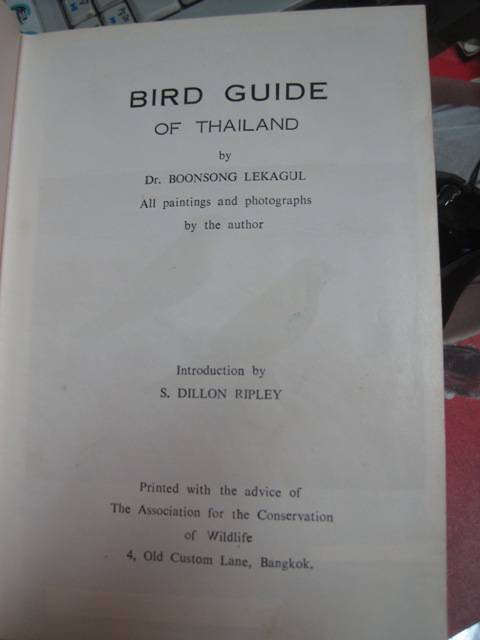 BIRD GUIDE
OF THAILAND
by
Dr. BOONSONG LEKAGUL
All paintings and photographs
by the author
Introduction by
S. DILLON RIPLEY
Printed with the advice of
The Association for the Conservation
of Wildlife
4, Old Custom Lane, Bangkok.